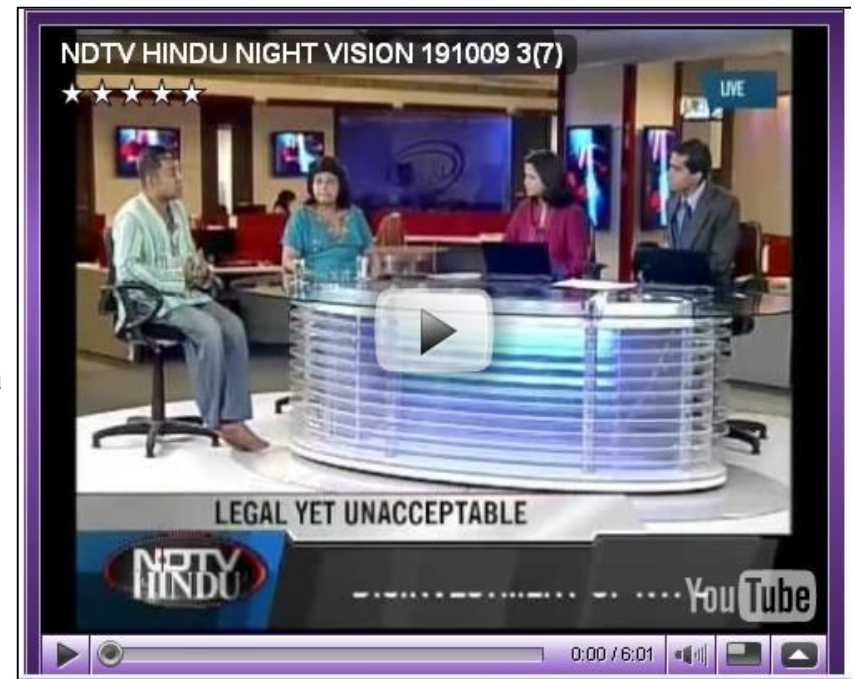 NDTV HINDU NIGHT VISION 191009 3(7)
LIVE
LEGAL YET UNACCEPTABLE
NDTV
HINDU
YouTube
0:00 / 6:01